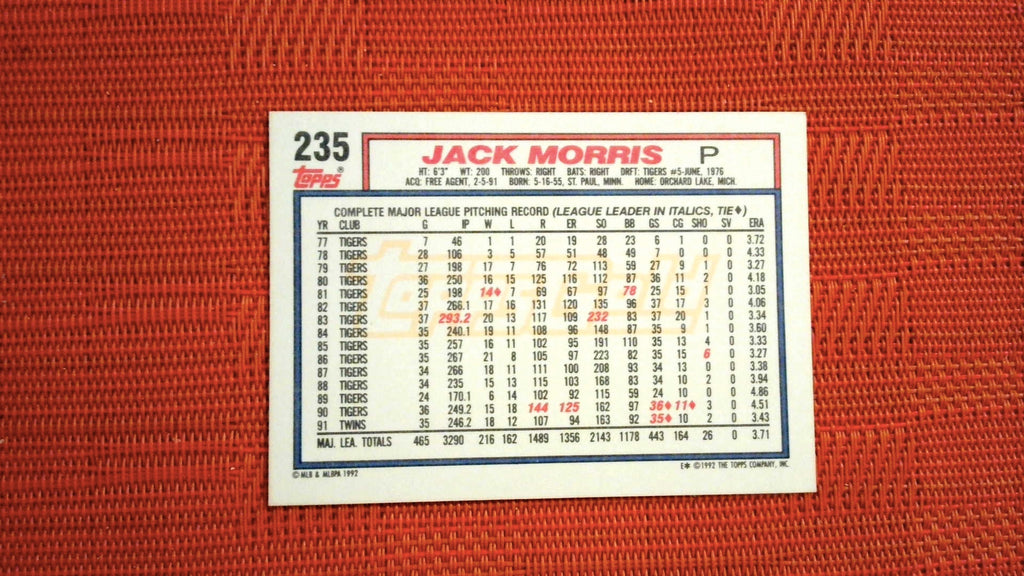 235
JACK MORRIS P
topps®
HT: 6'3" WT: 200 THROWS: RIGHT BATS: RIGHT DRFT: TIGERS #5-JUNE, 1976
ACQ: FREE AGENT, 2-5-91 BORN: 5-16-55, ST. PAUL, MINN. HOME: ORCHARD LAKE, MICH.
COMPLETE MAJOR LEAGUE PITCHING RECORD (LEAGUE LEADER IN ITALICS, TIE♦)
YR CLUB G IP W L R ER SO BB GS CG SHO SV ERA
77 TIGERS 7 46 1 1 20 19 28 23 6 1 0 0 3.72
78 TIGERS 28 106 3 5 57 51 48 49 7 0 0 0 4.33
79 TIGERS 27 198 17 7 76 72 113 59 27 9 1 0 3.27
80 TIGERS 36 250 16 15 125 116 112 87 36 11 2 0 4.18
81 TIGERS 25 198 14♦ 7 69 67 97 78 25 15 1 0 3.05
82 TIGERS 37 266.1 17 16 131 120 135 96 37 17 3 0 4.06
83 TIGERS 37 293.2 20 13 117 109 232 83 37 20 1 0 3.34
84 TIGERS 35 240.1 19 11 108 96 148 87 35 9 1 0 3.60
85 TIGERS 35 257 16 11 102 95 191 110 35 13 4 0 3.33
86 TIGERS 35 267 21 8 105 97 223 82 35 15 6 0 3.27
87 TIGERS 34 266 18 11 111 100 208 93 34 13 0 0 3.38
88 TIGERS 34 235 15 13 115 103 168 83 34 10 2 0 3.94
89 TIGERS 24 170.1 6 14 102 92 115 59 24 10 0 0 4.86
90 TIGERS 36 249.2 15 18 144 125 162 97 36♦ 11♦ 3 0 4.51
91 TWINS 35 246.2 18 12 107 94 163 92 35♦ 10 2 0 3.43
MAJ. LEA. TOTALS 465 3290 216 162 1489 1356 2143 1178 443 164 26 0 3.71
© MLB & MLBPA 1992
E* ©1992 THE TOPPS COMPANY, INC.